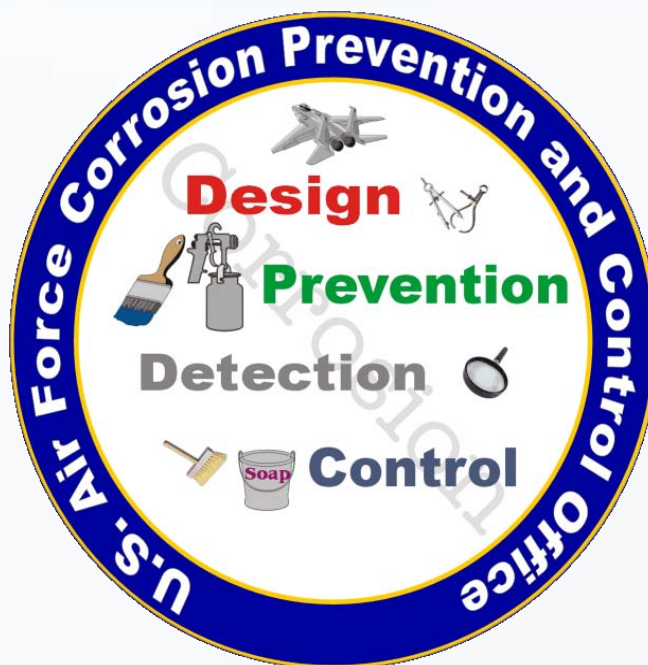 U.S. Air Force Corrosion Prevention and Control Office
Corrosion
Design
Prevention
Detection
Soap
Control